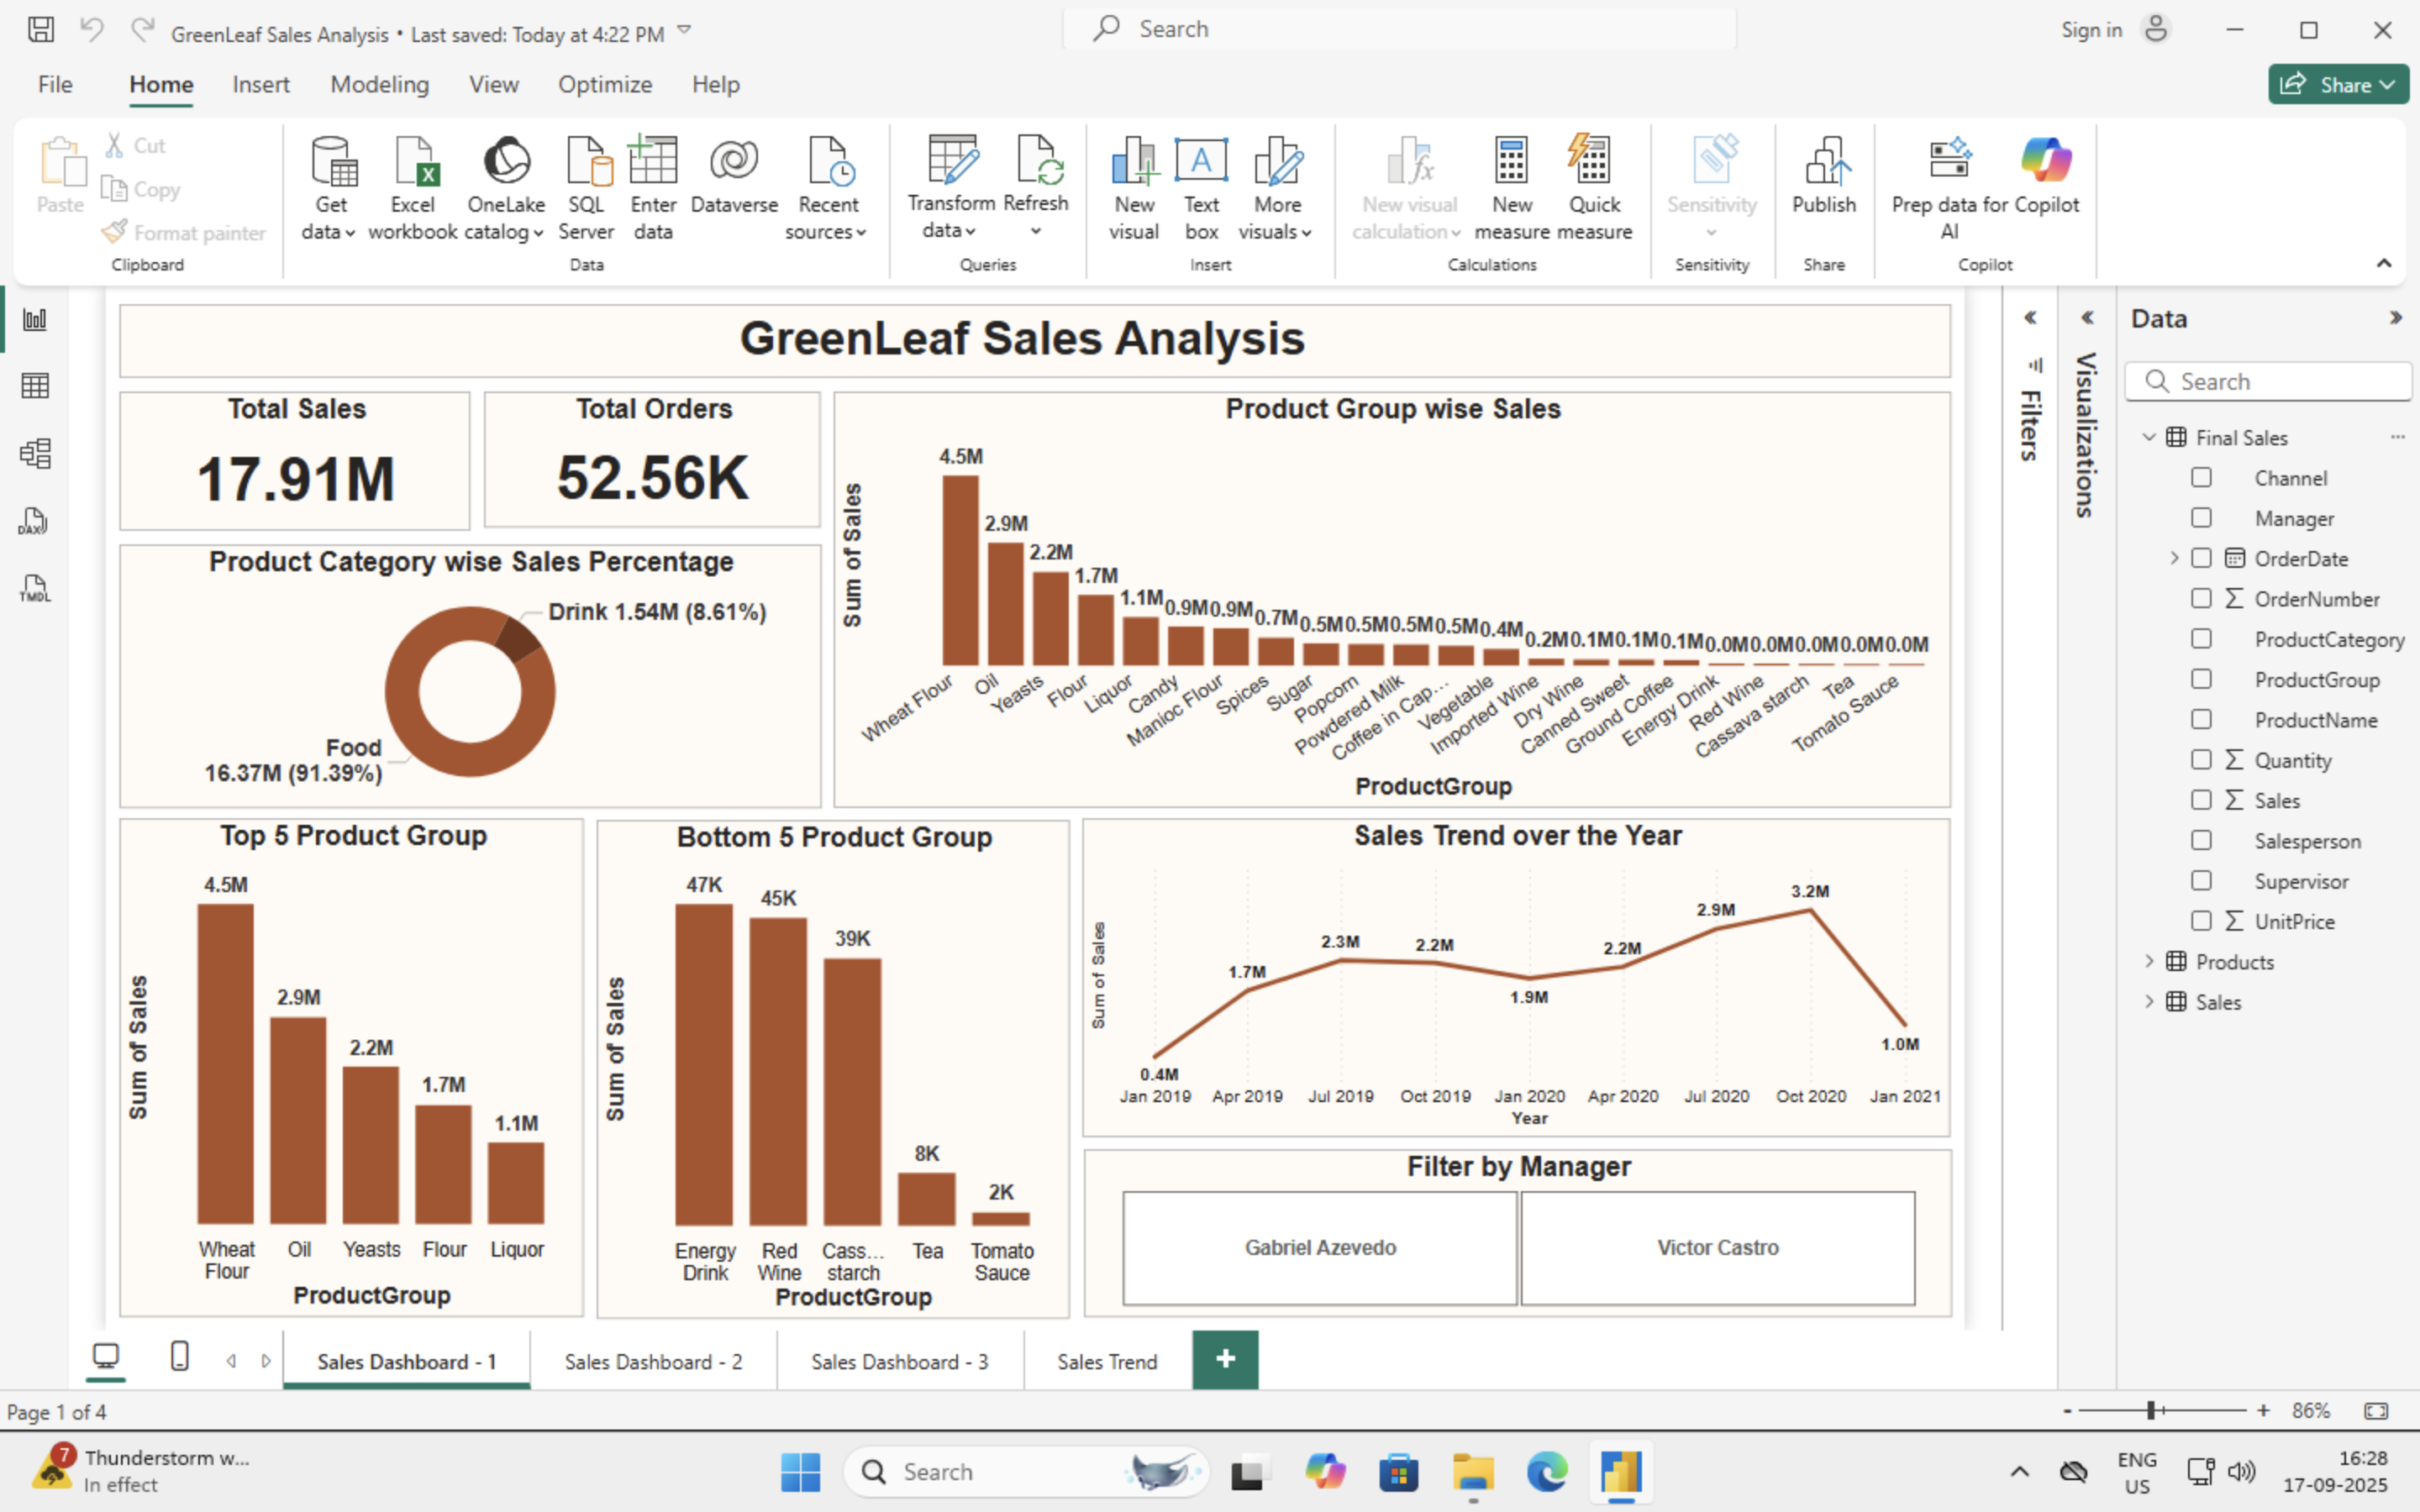 GreenLeaf Sales Analysis • Last saved: Today at 4:22 PM
Search
Sign in
File
Home
Insert
Modeling
View
Optimize
Help
Share
Paste
Cut
Copy
Format painter
Clipboard
Get data
Excel workbook
OneLake catalog
SQL Server
Enter data
Dataverse
Recent sources
Data
Transform data
Refresh
Queries
New visual
A
Text box
More visuals
Insert
New visual calculation
New measure
Quick measure
Calculations
Sensitivity
Sensitivity
Publish
Share
Prep data for AI
Copilot
Copilot
DAX
TMDL
GreenLeaf Sales Analysis
Total Sales
17.91M
Total Orders
52.56K
Product Category wise Sales Percentage
Drink 1.54M (8.61%)
Food
16.37M (91.39%)
Product Group wise Sales
Sum of Sales
4.5M
2.9M
2.2M
1.7M
1.1M
0.9M
0.9M
0.7M
0.5M
0.5M
0.5M
0.5M
0.4M
0.2M
0.1M
0.1M
0.1M
0.0M
0.0M
0.0M
0.0M
0.0M
Wheat Flour
Oil
Yeasts
Flour
Liquor
Candy
Manioc Flour
Spices
Sugar
Popcorn
Powdered Milk
Coffee in Cap...
Vegetable
Imported Wine
Dry Wine
Canned Sweet
Ground Coffee
Energy Drink
Red Wine
Cassava starch
Tea
Tomato Sauce
ProductGroup
Top 5 Product Group
Sum of Sales
4.5M
2.9M
2.2M
1.7M
1.1M
Wheat Flour
Oil
Yeasts
Flour
Liquor
ProductGroup
Bottom 5 Product Group
Sum of Sales
47K
45K
39K
8K
2K
Energy Drink
Red Wine
Cass... starch
Tea
Tomato Sauce
ProductGroup
Sales Trend over the Year
Sum of Sales
0.4M
1.7M
2.3M
2.2M
1.9M
2.2M
2.9M
3.2M
1.0M
Jan 2019
Apr 2019
Jul 2019
Oct 2019
Jan 2020
Apr 2020
Jul 2020
Oct 2020
Jan 2021
Year
Filter by Manager
Gabriel Azevedo
Victor Castro
Filters
Visualizations
Data
Search
Final Sales
Channel
Manager
OrderDate
OrderNumber
ProductCategory
ProductGroup
ProductName
Quantity
Sales
Salesperson
Supervisor
UnitPrice
Products
Sales
Sales Dashboard - 1
Sales Dashboard - 2
Sales Dashboard - 3
Sales Trend
+
Page 1 of 4
- + 86%
7
Thunderstorm w...
In effect
Search
ENG
US
16:28
17-09-2025